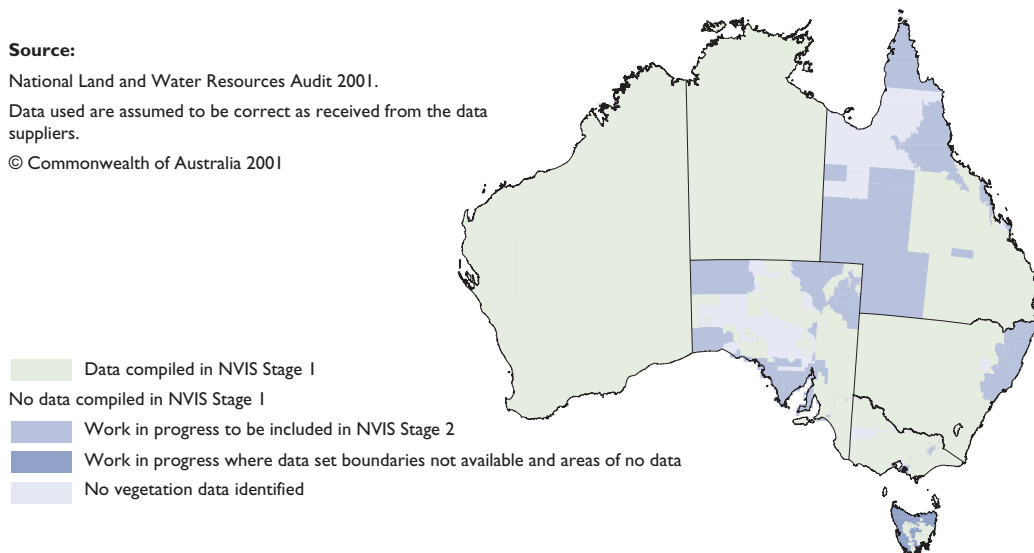 Source:
National Land and Water Resources Audit 2001.
Data used are assumed to be correct as received from the data
suppliers.
© Commonwealth of Australia 2001
Data compiled in NVIS Stage 1
No data compiled in NVIS Stage 1
Work in progress to be included in NVIS Stage 2
Work in progress where data set boundaries not available and areas of no data
No vegetation data identified